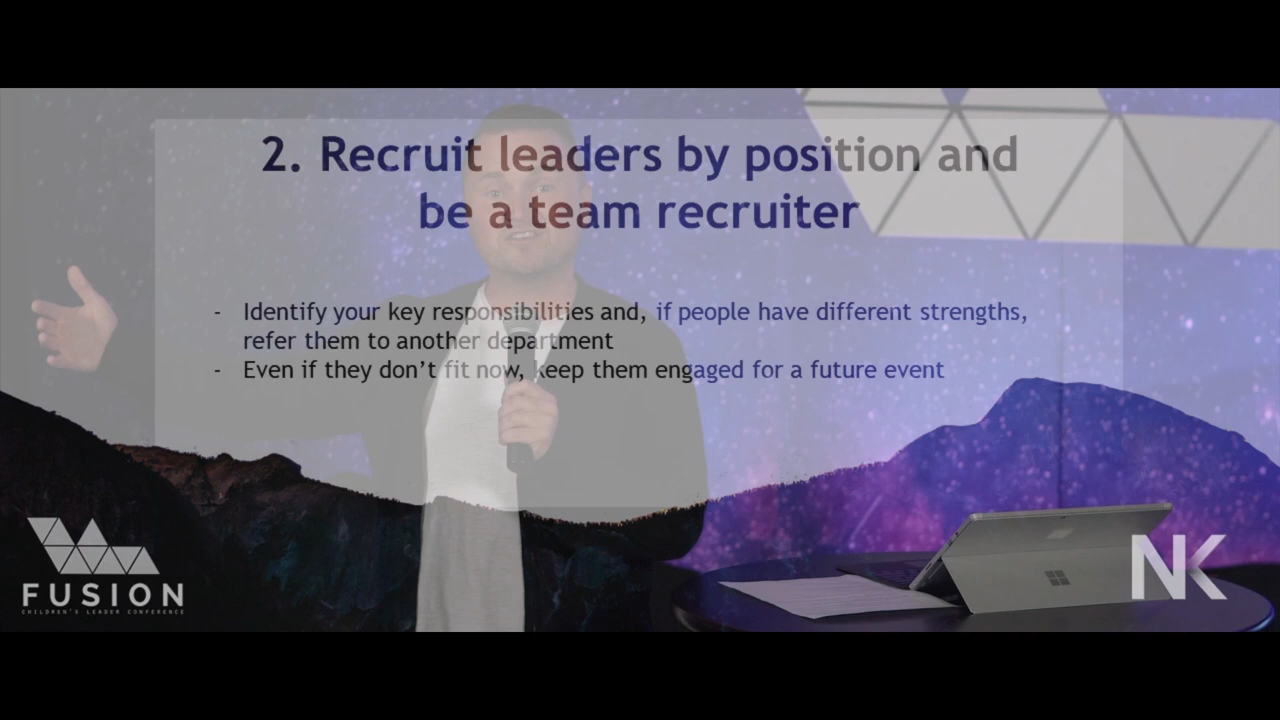 2. Recruit leaders by position and
be a team recruiter
- Identify your key responsibilities and, if people have different strengths,
refer them to another department
- Even if they don’t fit now, keep them engaged for a future event
FUSION
CHILDREN'S LEADER CONFERENCE
NK